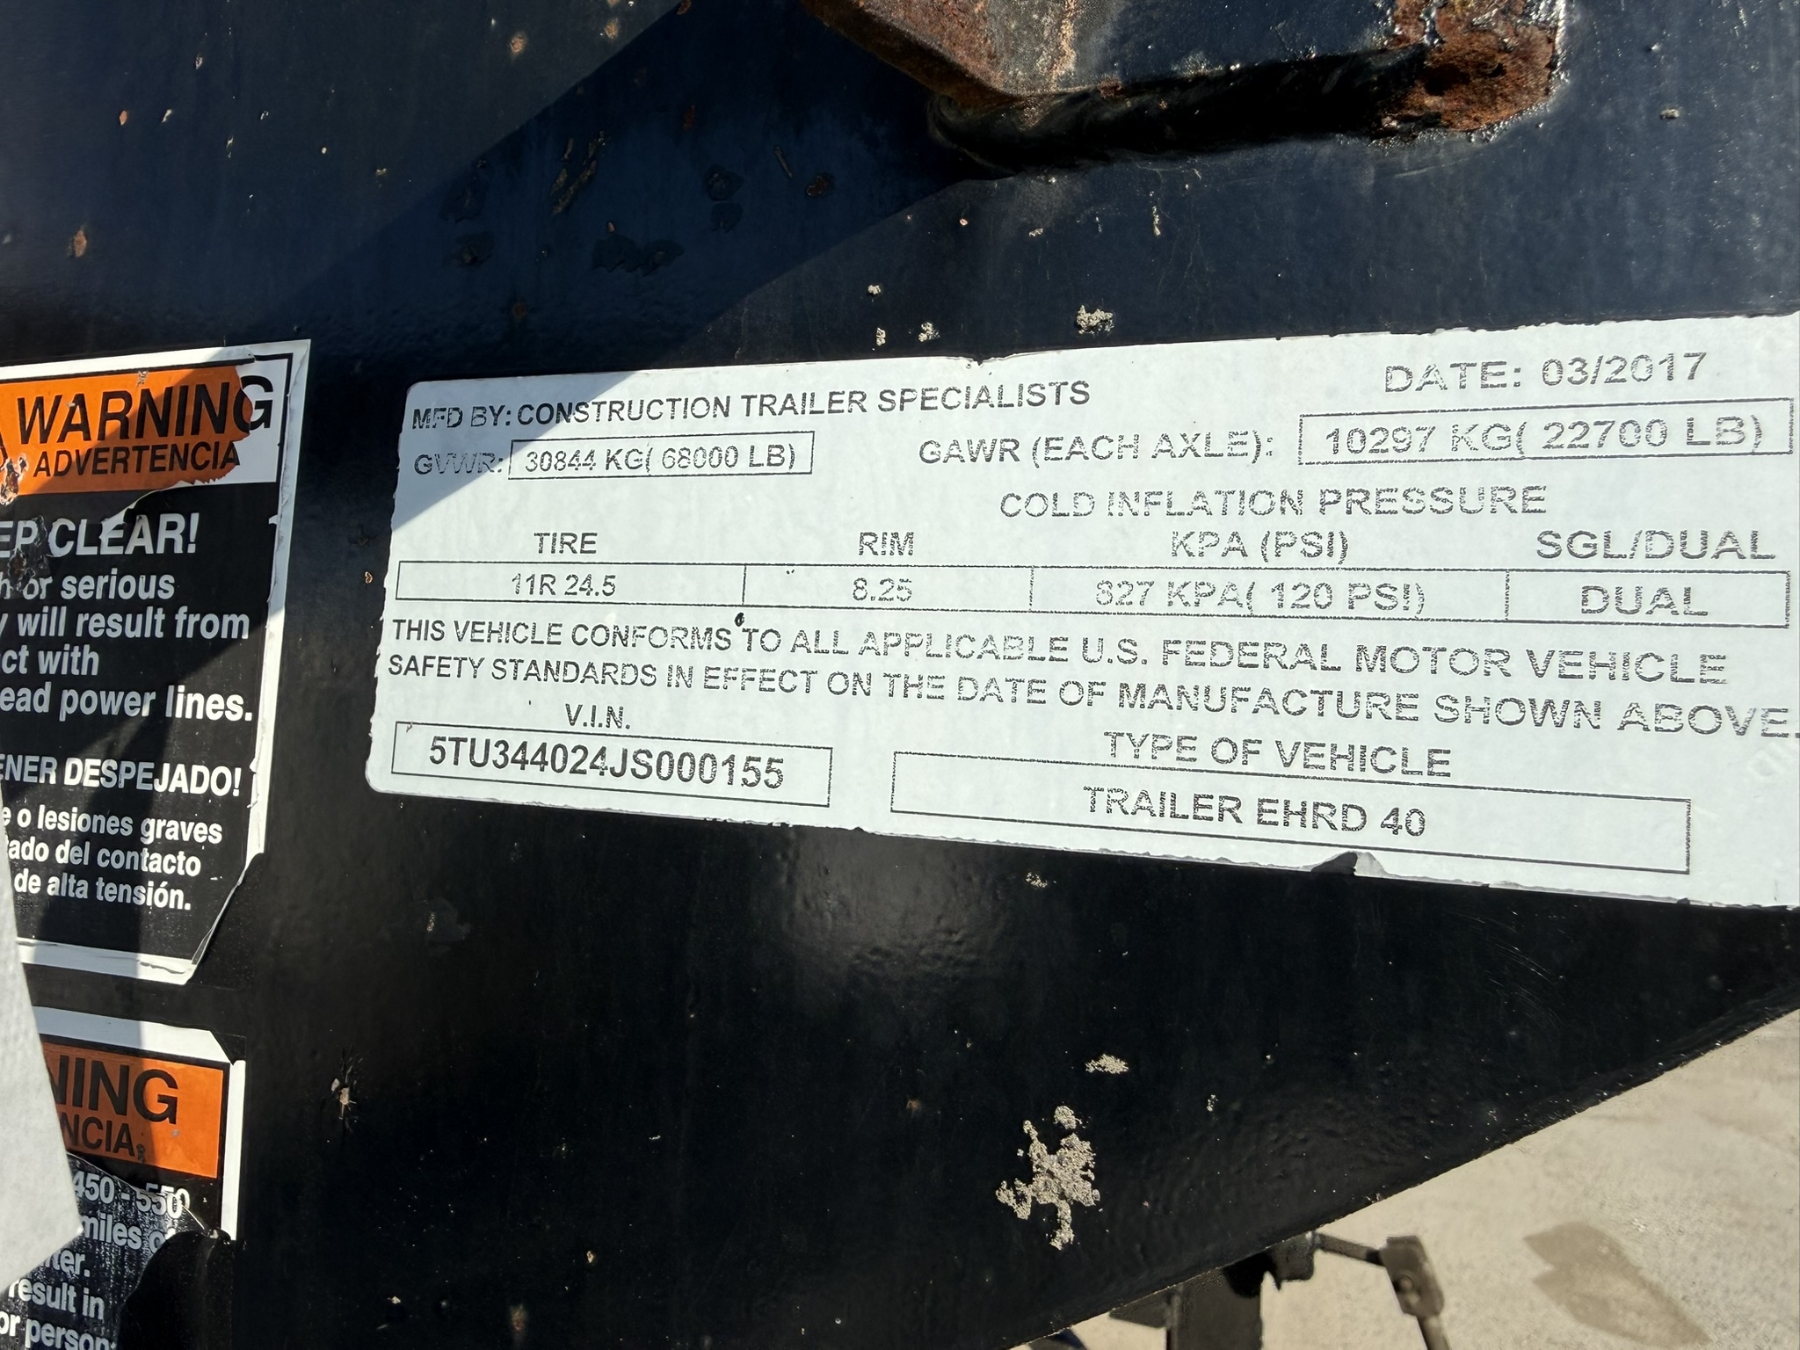 MFD BY: CONSTRUCTION TRAILER SPECIALISTS
DATE: 03/2017
GVWR: 30844 KG( 68000 LB)
GAWR (EACH AXLE): 10297 KG( 22700 LB)
COLD INFLATION PRESSURE
TIRE RIM KPA (PSI) SGL/DUAL
11R 24.5 8.25 827 KPA( 120 PSI) DUAL
THIS VEHICLE CONFORMS TO ALL APPLICABLE U.S. FEDERAL MOTOR VEHICLE
SAFETY STANDARDS IN EFFECT ON THE DATE OF MANUFACTURE SHOWN ABOVE.
V.I.N.
5TU344024JS000155
TYPE OF VEHICLE
TRAILER EHRD 40
WARNING
ADVERTENCIA
EP CLEAR!
h or serious
y will result from
ct with
ead power lines.
ENER DESPEJADO!
e o lesiones graves
tado del contacto
de alta tensión.
NING
NCIA
450 - 550
miles o
ter.
result in
or person